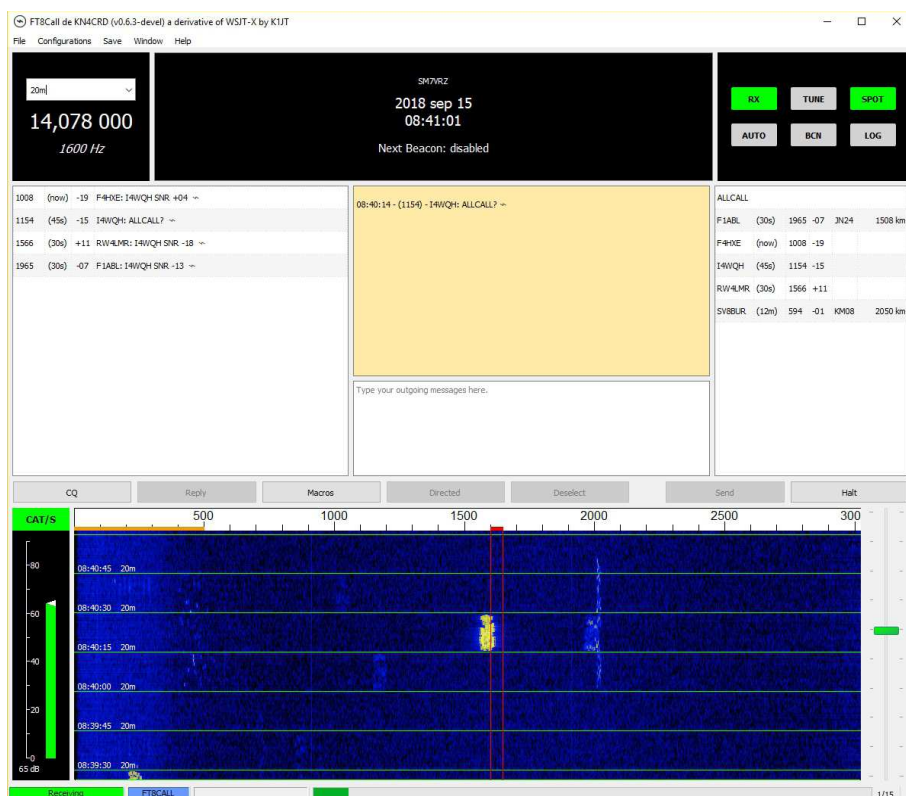 FT8Call de KN4CRD (v0.6.3-devel) a derivative of WSJT-X by K1JT
File Configurations Save Window Help
20m
14,078 000
1600 Hz
SM7VRZ
2018 sep 15
08:41:01
Next Beacon: disabled
RX TUNE SPOT
AUTO BCN LOG
1008 (now) -19 F4HXE: I4WQH SNR +04
1154 (45s) -15 I4WQH: ALLCALL?
1566 (30s) +11 RW4LMR: I4WQH SNR -18
1965 (30s) -07 F1ABL: I4WQH SNR -13
08:40:14 - (1154) - I4WQH: ALLCALL?
Type your outgoing messages here.
ALLCALL
F1ABL (30s) 1965 -07 JN24 1508 km
F4HXE (now) 1008 -19
I4WQH (45s) 1154 -15
RW4LMR (30s) 1566 +11
SV8BUR (12m) 594 -01 KM08 2050 km
CQ Reply Macros Directed Deselect Send Halt
CAT/S
500 1000 1500 2000 2500 300
08:40:45 20m
08:40:30 20m
08:40:15 20m
08:40:00 20m
08:39:45 20m
08:39:30 20m
-80
-60
-40
-20
0
65 dB
Receiving FT8CALL 1/15